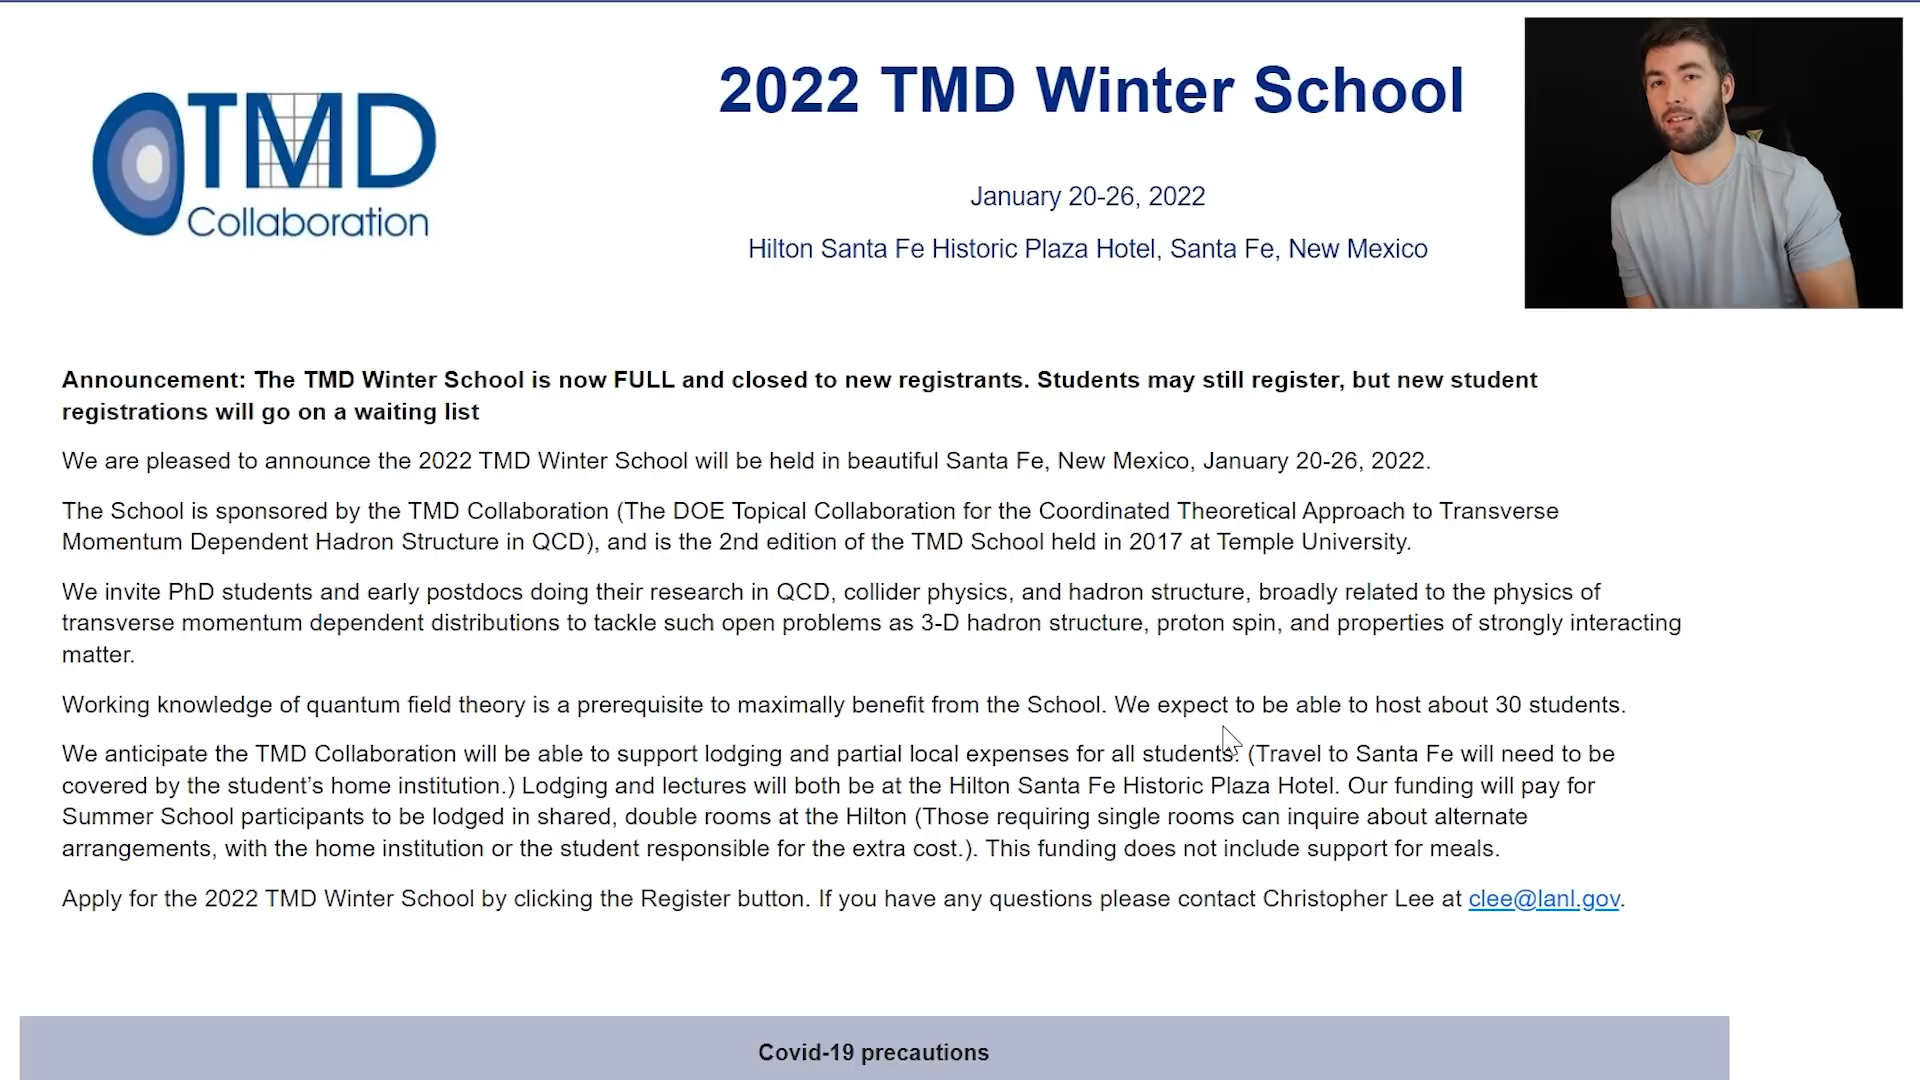 TMD
Collaboration
2022 TMD Winter School
January 20-26, 2022
Hilton Santa Fe Historic Plaza Hotel, Santa Fe, New Mexico
Announcement: The TMD Winter School is now FULL and closed to new registrants. Students may still register, but new student
registrations will go on a waiting list
We are pleased to announce the 2022 TMD Winter School will be held in beautiful Santa Fe, New Mexico, January 20-26, 2022.
The School is sponsored by the TMD Collaboration (The DOE Topical Collaboration for the Coordinated Theoretical Approach to Transverse
Momentum Dependent Hadron Structure in QCD), and is the 2nd edition of the TMD School held in 2017 at Temple University.
We invite PhD students and early postdocs doing their research in QCD, collider physics, and hadron structure, broadly related to the physics of
transverse momentum dependent distributions to tackle such open problems as 3-D hadron structure, proton spin, and properties of strongly interacting
matter.
Working knowledge of quantum field theory is a prerequisite to maximally benefit from the School. We expect to be able to host about 30 students.
We anticipate the TMD Collaboration will be able to support lodging and partial local expenses for all students. (Travel to Santa Fe will need to be
covered by the student's home institution.) Lodging and lectures will both be at the Hilton Santa Fe Historic Plaza Hotel. Our funding will pay for
Summer School participants to be lodged in shared, double rooms at the Hilton (Those requiring single rooms can inquire about alternate
arrangements, with the home institution or the student responsible for the extra cost.). This funding does not include support for meals.
Apply for the 2022 TMD Winter School by clicking the Register button. If you have any questions please contact Christopher Lee at clee@lanl.gov.
Covid-19 precautions